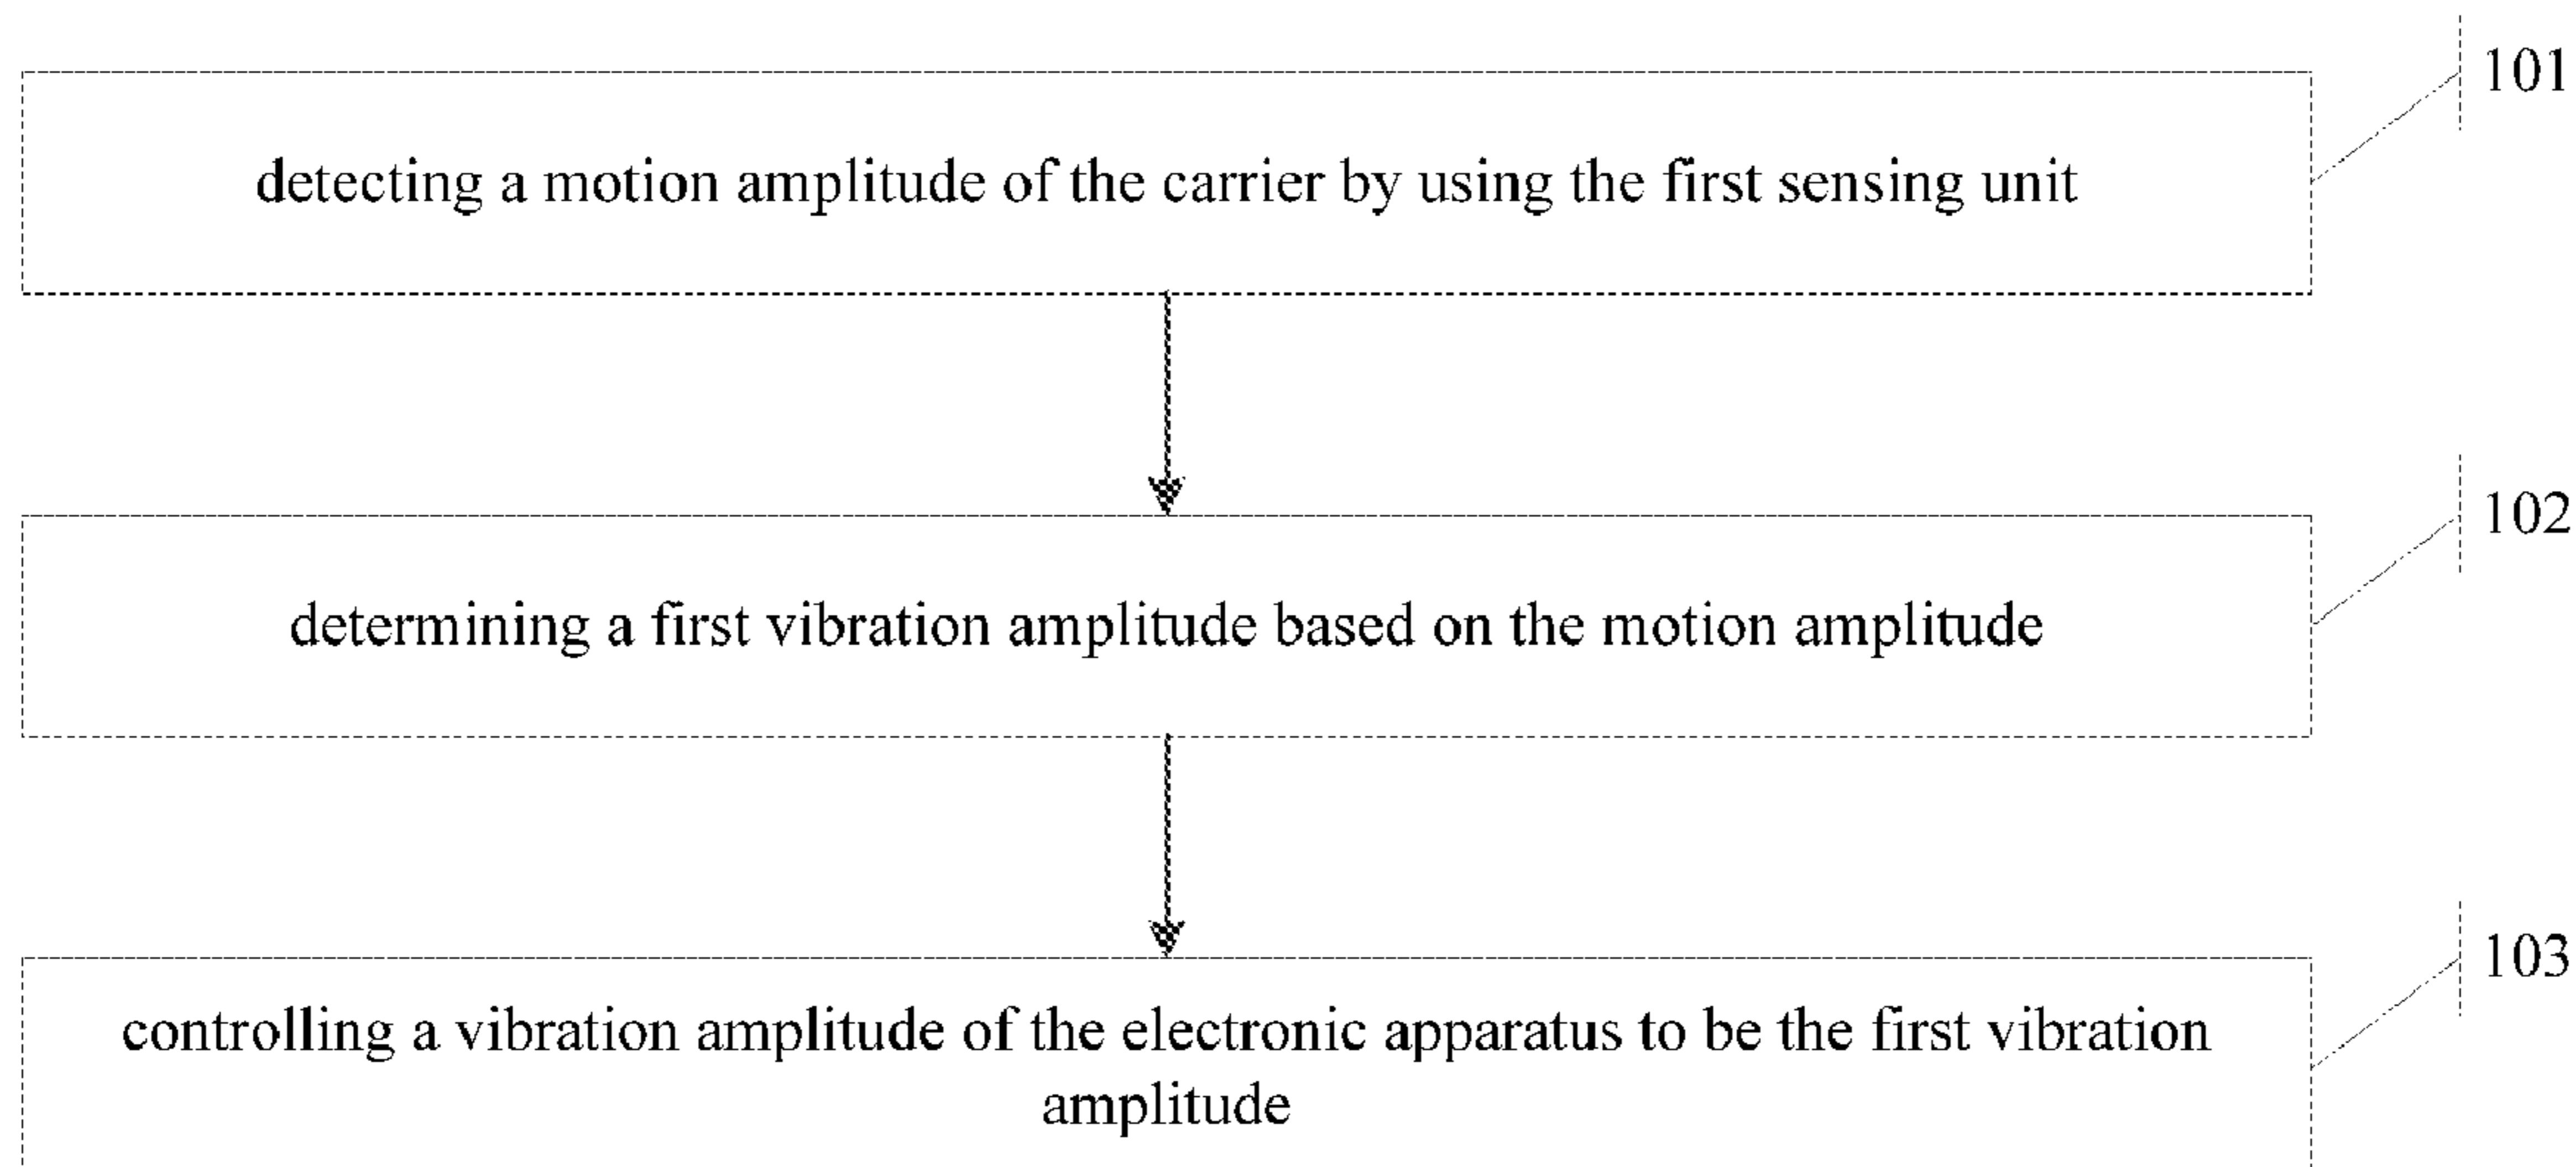 101
detecting a motion amplitude of the carrier by using the first sensing unit
102
determining a first vibration amplitude based on the motion amplitude
103
controlling a vibration amplitude of the electronic apparatus to be the first vibration
amplitude